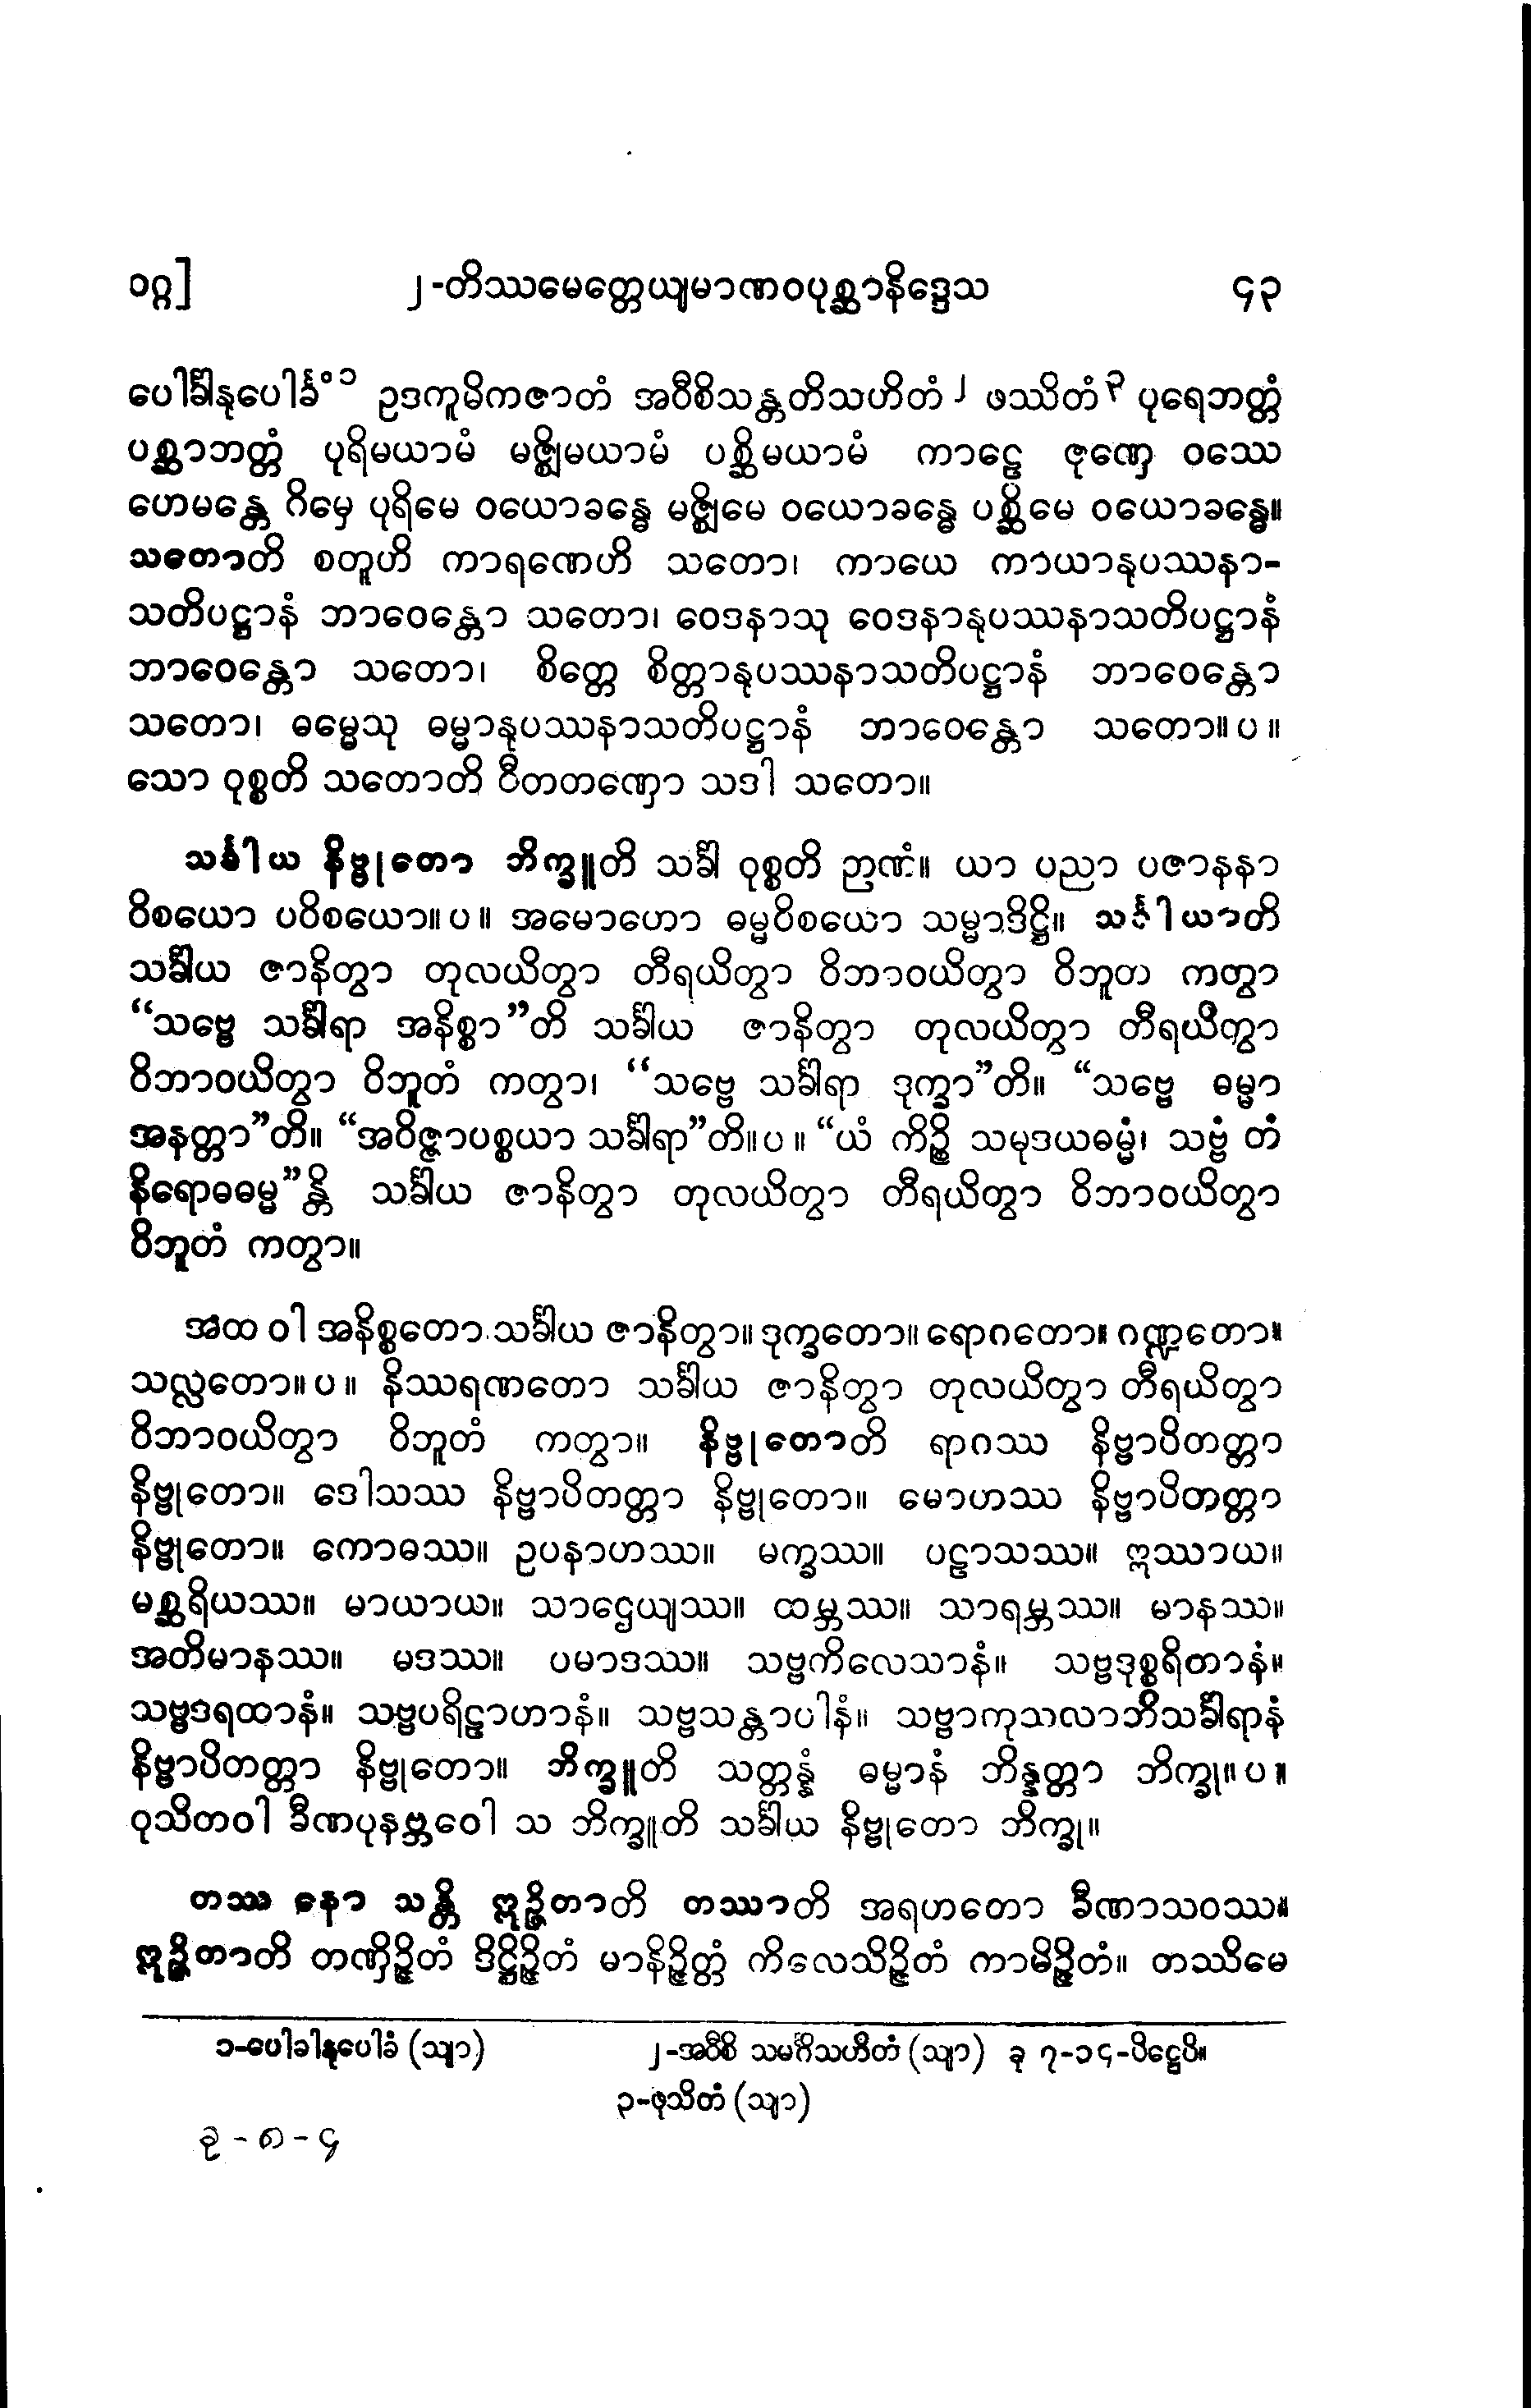 ၁၇]	၂-တိဿမေတ္တေယျမာဏဝပုစ္ဆာနိဒ္ဒေသ	၄၃
ပေါင်္ခါနုပေါင်္ခံ ၁ ဥဒကူမိကဇာတံ အဝီစိသန္တတိသဟိတံ ၂ ဖဿိတံ ၃ ပုရေဘတ္တံ
ပစ္ဆာဘတ္တံ ပုရိမယာမံ မဇ္ဈိမယာမံ ပစ္ဆိမယာမံ ကာဠေ ဇုဏှေ ဝဿေ
ဟေမန္တေ ဂိမှေ ပုရိမေ ဝယောခန္ဓေ မဇ္ဈိမေ ဝယောခန္ဓေ ပစ္ဆိမေ ဝယောခန္ဓေ။
သတောတိ စတူဟိ ကာရဏေဟိ သတော၊ ကာယေ ကာယာနုပဿနာ-
သတိပဋ္ဌာနံ ဘာဝေန္တော သတော၊ ဝေဒနာသု ဝေဒနာနုပဿနာသတိပဋ္ဌာနံ
ဘာဝေန္တော သတော၊ စိတ္တေ စိတ္တာနုပဿနာသတိပဋ္ဌာနံ ဘာဝေန္တော
သတော၊ ဓမ္မေသု ဓမ္မာနုပဿနာသတိပဋ္ဌာနံ ဘာဝေန္တော သတော။ပ။
သော ဝုစ္စတိ သတောတိ ဝီတတဏှော သဒါ သတော။
သင်္ခါယ နိဗ္ဗုတော ဘိက္ခူတိ သင်္ခါ ဝုစ္စတိ ဉာဏံ။ ယာ ပညာ ပဇာနနာ
ဝိစယော ပဝိစယော။ပ။ အမောဟော ဓမ္မဝိစယော သမ္မာဒိဋ္ဌိ။ သင်္ခါယာတိ
သင်္ခါယ ဇာနိတွာ တုလယိတွာ တီရယိတွာ ဝိဘာဝယိတွာ ဝိဘူတ ကတွာ
“သဗ္ဗေ သင်္ခါရာ အနိစ္စာ”တိ သင်္ခါယ ဇာနိတွာ တုလယိတွာ တီရယိတွာ
ဝိဘာဝယိတွာ ဝိဘူတံ ကတွာ၊ “သဗ္ဗေ သင်္ခါရာ ဒုက္ခာ”တိ။ “သဗ္ဗေ ဓမ္မာ
အနတ္တာ”တိ။ “အဝိဇ္ဇာပစ္စယာ သင်္ခါရာ”တိ။ပ။ “ယံ ကိဉ္စိ သမုဒယဓမ္မံ၊ သဗ္ဗံ တံ
နိရောဓဓမ္မ”န္တိ သင်္ခါယ ဇာနိတွာ တုလယိတွာ တီရယိတွာ ဝိဘာဝယိတွာ
ဝိဘူတံ ကတွာ။
အထ ဝါ အနိစ္စတော သင်္ခါယ ဇာနိတွာ။ ဒုက္ခတော။ ရောဂတော။ ဂဏ္ဍတော။
သလ္လတော။ပ။ နိဿရဏတော သင်္ခါယ ဇာနိတွာ တုလယိတွာ တီရယိတွာ
ဝိဘာဝယိတွာ ဝိဘူတံ ကတွာ။ နိဗ္ဗုတောတိ ရာဂဿ နိဗ္ဗာပိတတ္တာ
နိဗ္ဗုတော။ ဒေါသဿ နိဗ္ဗာပိတတ္တာ နိဗ္ဗုတော။ မောဟဿ နိဗ္ဗာပိတတ္တာ
နိဗ္ဗုတော။ ကောဓဿ။ ဥပနာဟဿ။ မက္ခဿ။ ပဠာသဿ။ ဣဿာယ။
မစ္ဆရိယဿ။ မာယာယ။ သာဌေယျဿ။ ထမ္ဘဿ။ သာရမ္ဘဿ။ မာနဿ။
အတိမာနဿ။ မဒဿ။ ပမာဒဿ။ သဗ္ဗကိလေသာနံ။ သဗ္ဗဒုစ္စရိတာနံ။
သဗ္ဗဒရထာနံ။ သဗ္ဗပရိဠာဟာနံ။ သဗ္ဗသန္တာပါနံ။ သဗ္ဗာကုသလာဘိသင်္ခါရာနံ
နိဗ္ဗာပိတတ္တာ နိဗ္ဗုတော။ ဘိက္ခူတိ သတ္တန္နံ ဓမ္မာနံ ဘိန္နတ္တာ ဘိက္ခု။ပ။
ဝုသိတဝါ ခီဏပုနဗ္ဘဝေါ သ ဘိက္ခူတိ သင်္ခါယ နိဗ္ဗုတော ဘိက္ခု။
တဿ နော သန္တိ ဣဉ္ဇိတာတိ တဿာတိ အရဟတော ခီဏာသဝဿ။
ဣဉ္ဇိတာတိ တဏှိဉ္ဇိတံ ဒိဋ္ဌိဉ္ဇိတံ မာနိဉ္ဇိတ္တံ ကိလေသိဉ္ဇိတံ ကာမိဉ္ဇိတံ။ တဿိမေ
၁-ပေါခါနုပေါခံ (သျာ)	၂-အဝီစိ သမင်္ဂိသဟိတံ (သျာ) ခု ၇-၁၄-ပိဋ္ဌေပိ။
၃-ဖုသိတံ (သျာ)
ခု-၈-၄